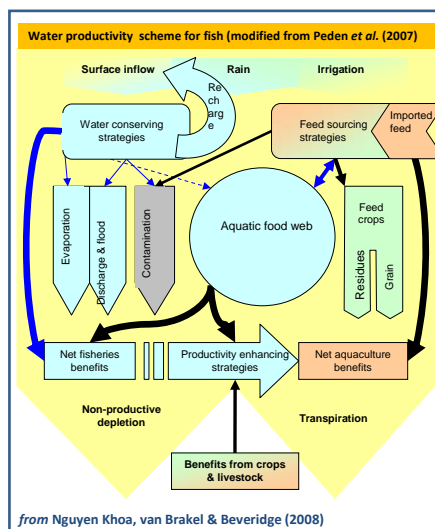 Water productivity scheme for fish (modified from Peden et al. (2007)
Surface inflow
Rain
Irrigation
Re
ch
arg
e
Water conserving
strategies
Feed sourcing
strategies
Imported
feed
Evaporation
Discharge & flood
Contamination
Aquatic food web
Feed
crops
Residues
Grain
Net fisheries
benefits
Productivity enhancing
strategies
Net aquaculture
benefits
Non-productive
depletion
Transpiration
Benefits from crops
& livestock
from Nguyen Khoa, van Brakel & Beveridge (2008)